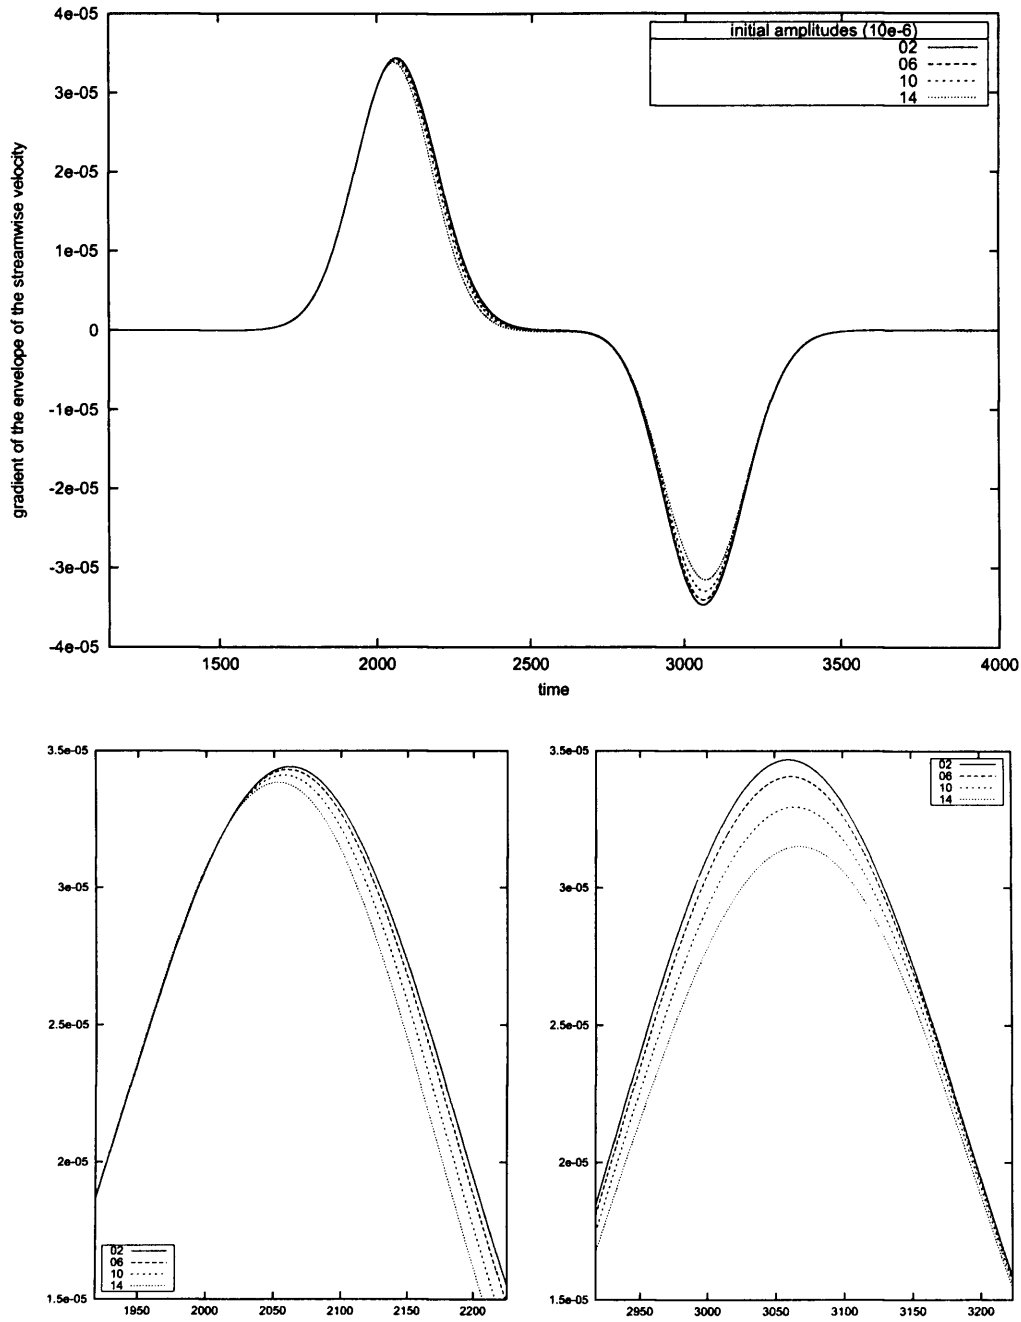 4e-05
3e-05
2e-05
1e-05
0
-1e-05
-2e-05
-3e-05
-4e-05
gradient of the envelope of the streamwise velocity
initial amplitudes (10e-6)
02
06
10
14
1500
2000
2500
3000
3500
4000
time
3.5e-05
3e-05
2.5e-05
2e-05
1.5e-05
02
06
10
14
1950
2000
2050
2100
2150
2200
3.5e-05
3e-05
2.5e-05
2e-05
1.5e-05
02
06
10
14
2950
3000
3050
3100
3150
3200